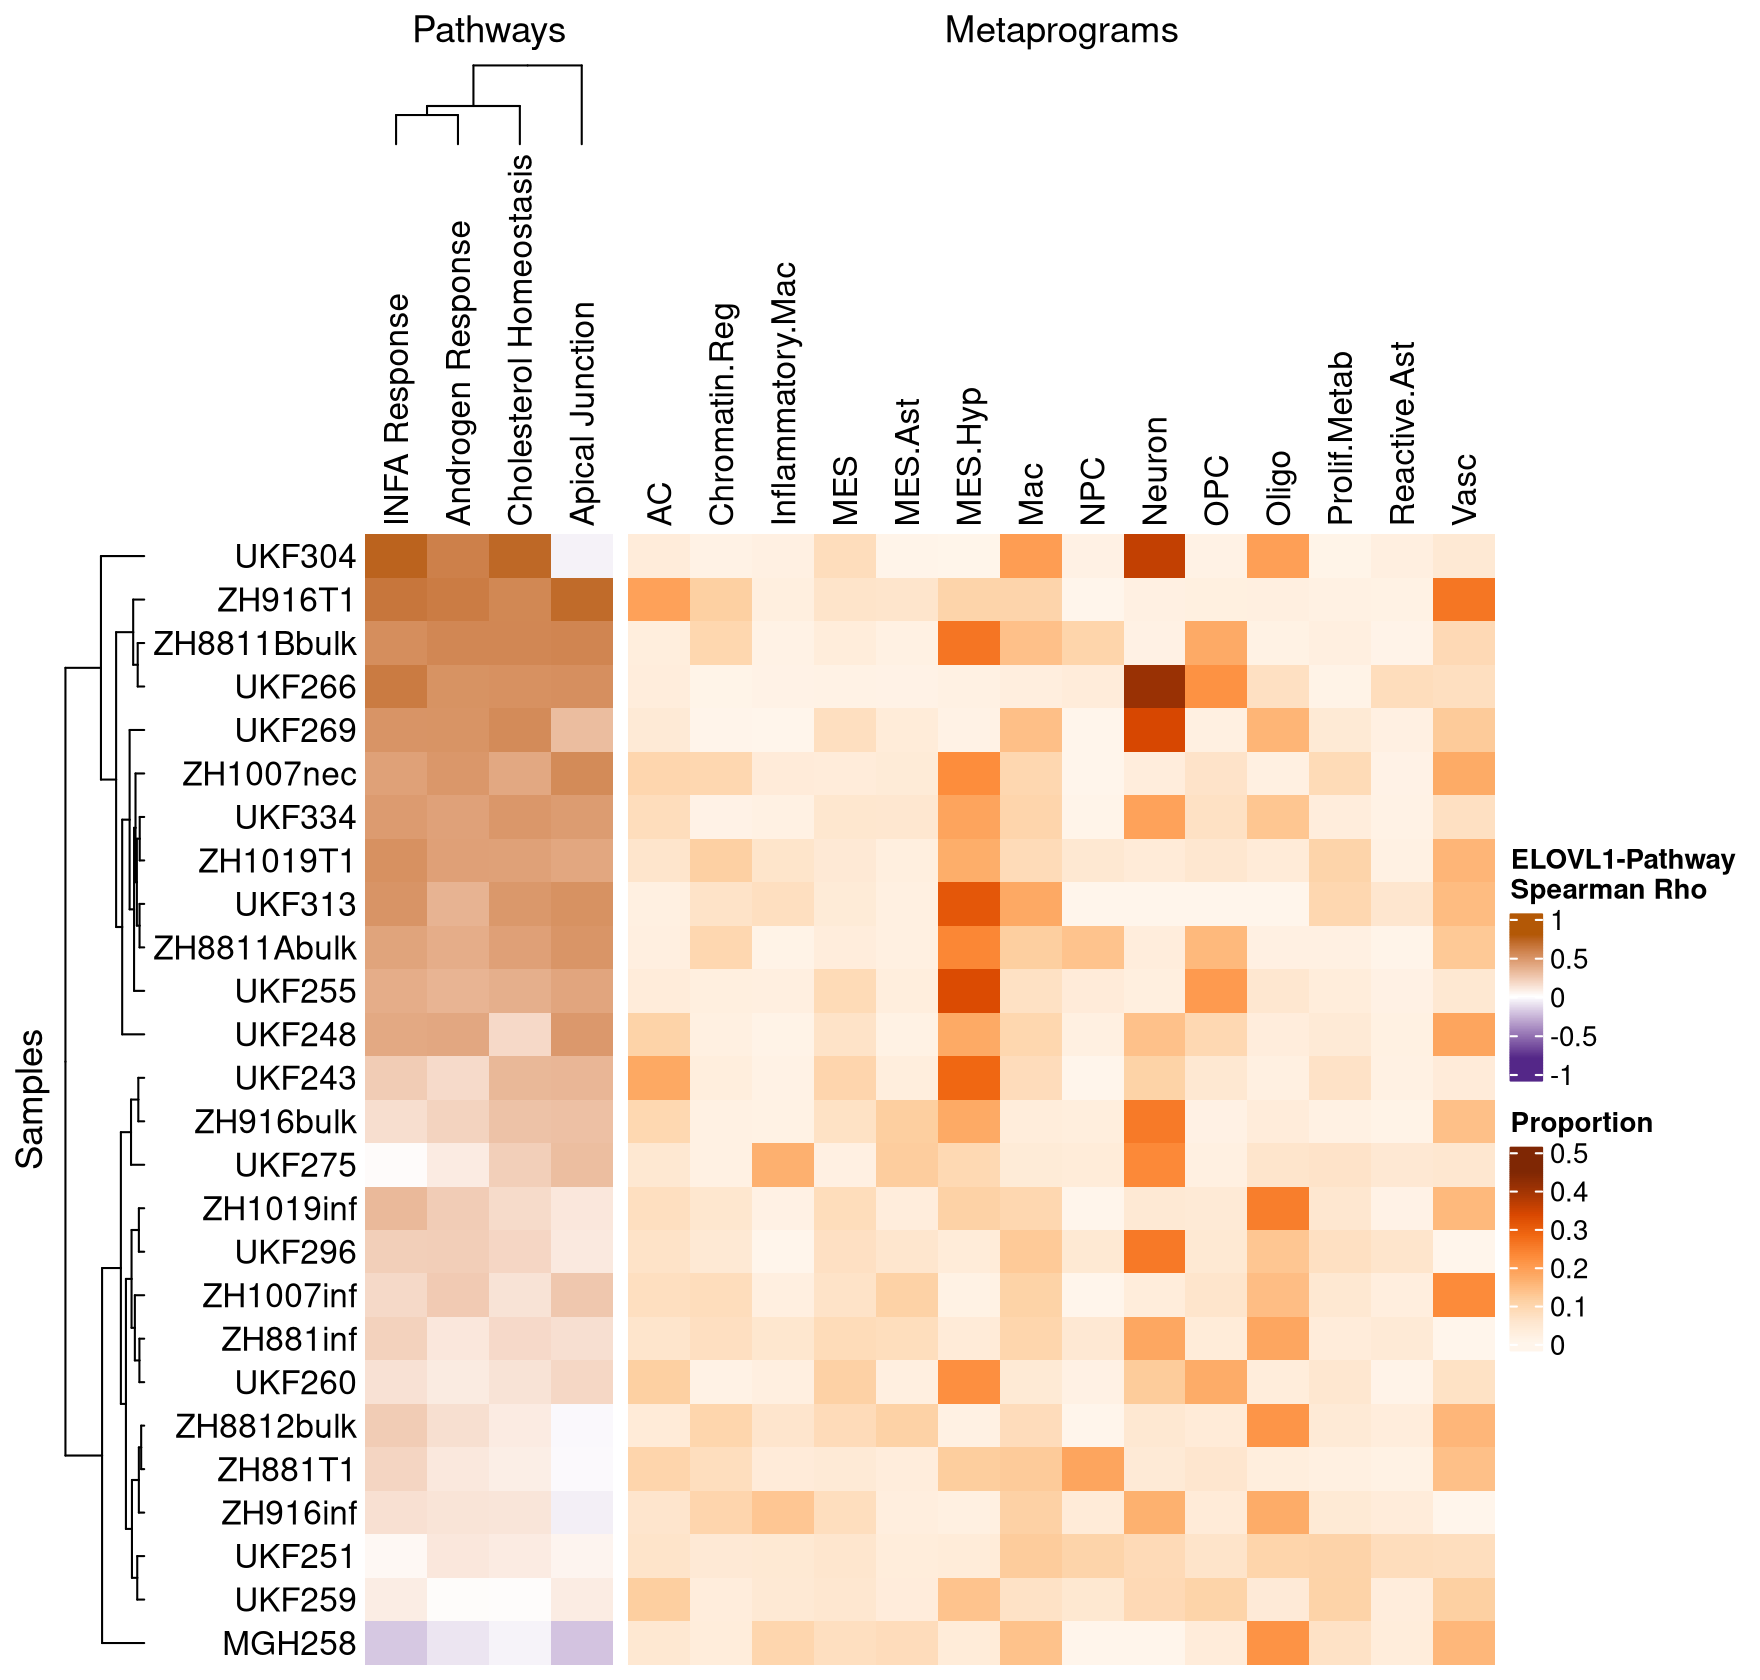 Pathways
Metaprograms
INFA Response
Androgen Response
Cholesterol Homeostasis
Apical Junction
AC
Chromatin.Reg
Inflammatory.Mac
MES
MES.Ast
MES.Hyp
Mac
NPC
Neuron
OPC
Oligo
Prolif.Metab
Reactive.Ast
Vasc
Samples
UKF304
ZH916T1
ZH8811Bbulk
UKF266
UKF269
ZH1007nec
UKF334
ZH1019T1
UKF313
ZH8811Abulk
UKF255
UKF248
UKF243
ZH916bulk
UKF275
ZH1019inf
UKF296
ZH1007inf
ZH881inf
UKF260
ZH8812bulk
ZH881T1
ZH916inf
UKF251
UKF259
MGH258
ELOVL1-Pathway
Spearman Rho
1
0.5
0
-0.5
-1
Proportion
0.5
0.4
0.3
0.2
0.1
0